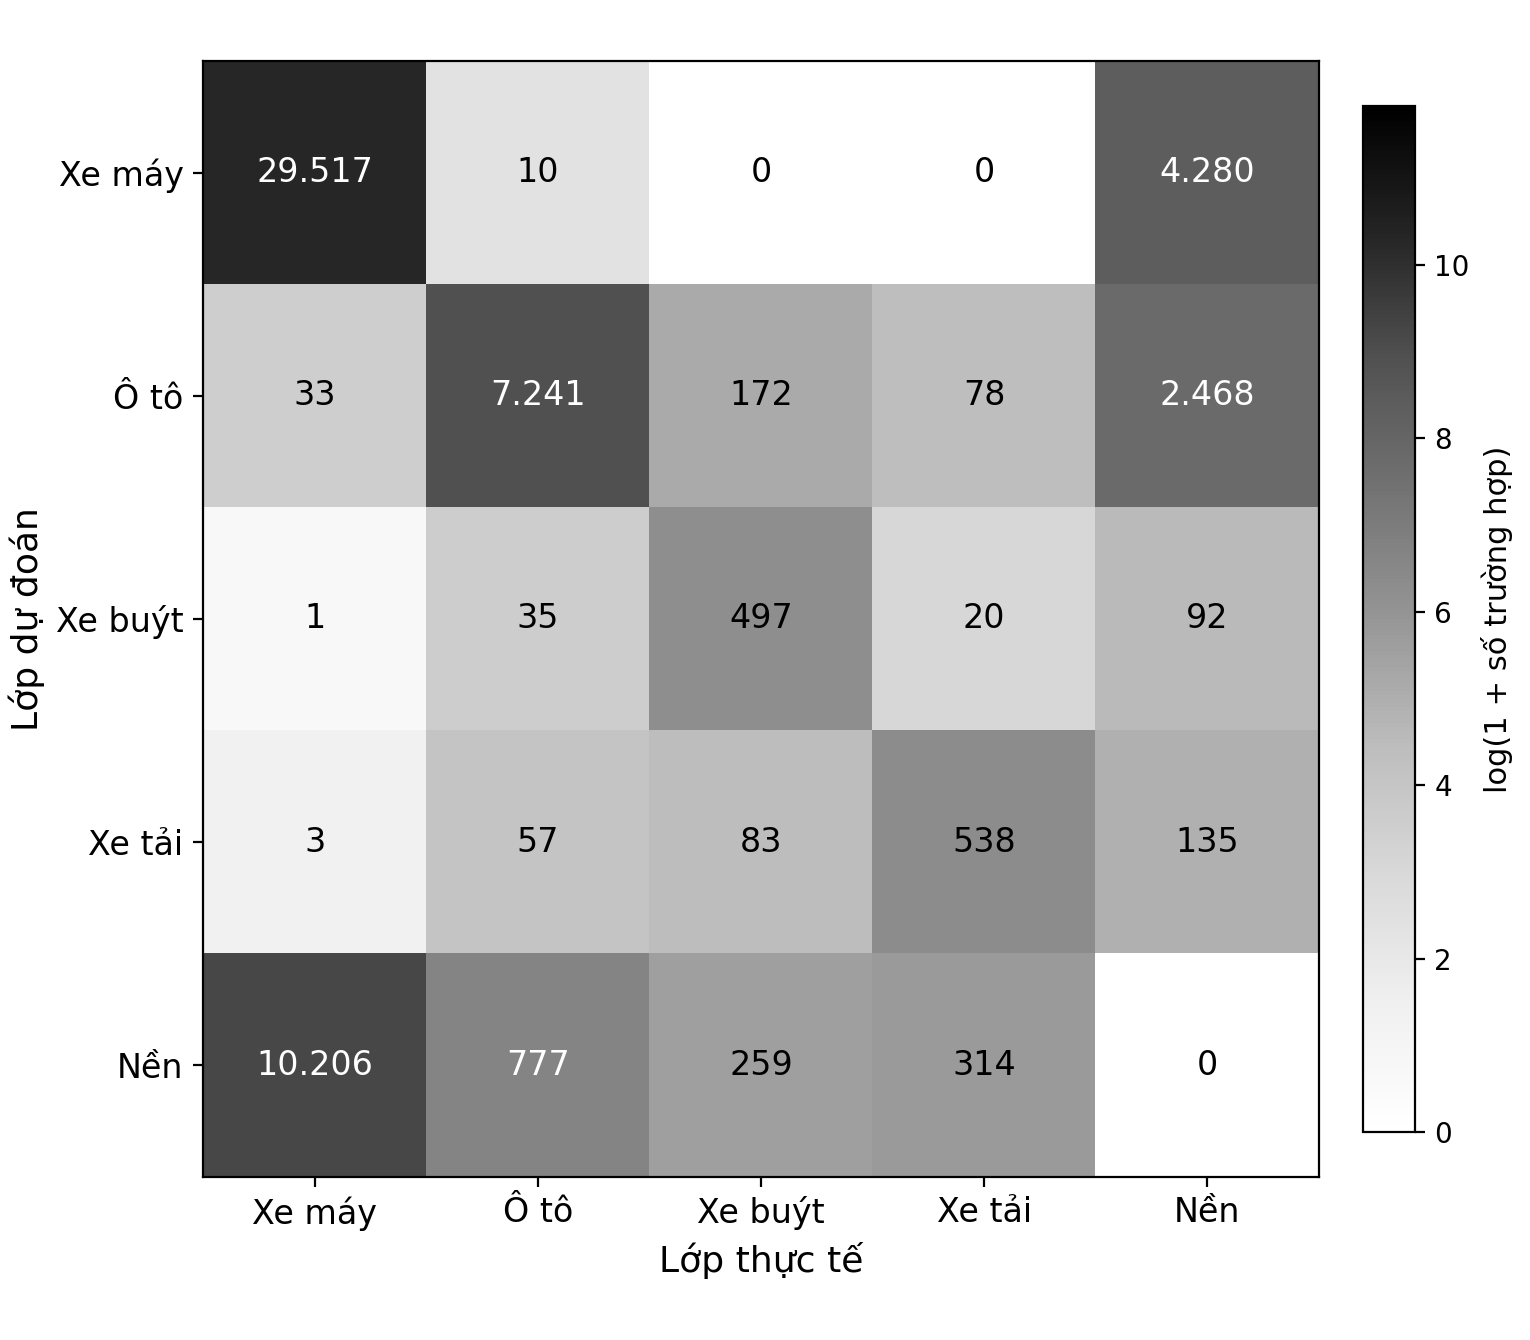 Xe máy 29.517 10 0 0 4.280
Ô tô 33 7.241 172 78 2.468
Xe buýt 1 35 497 20 92
Xe tải 3 57 83 538 135
Nền 10.206 777 259 314 0
Xe máy Ô tô Xe buýt Xe tải Nền
Lớp thực tế
Lớp dự đoán
10
8
6
4
2
0
log(1 + số trường hợp)